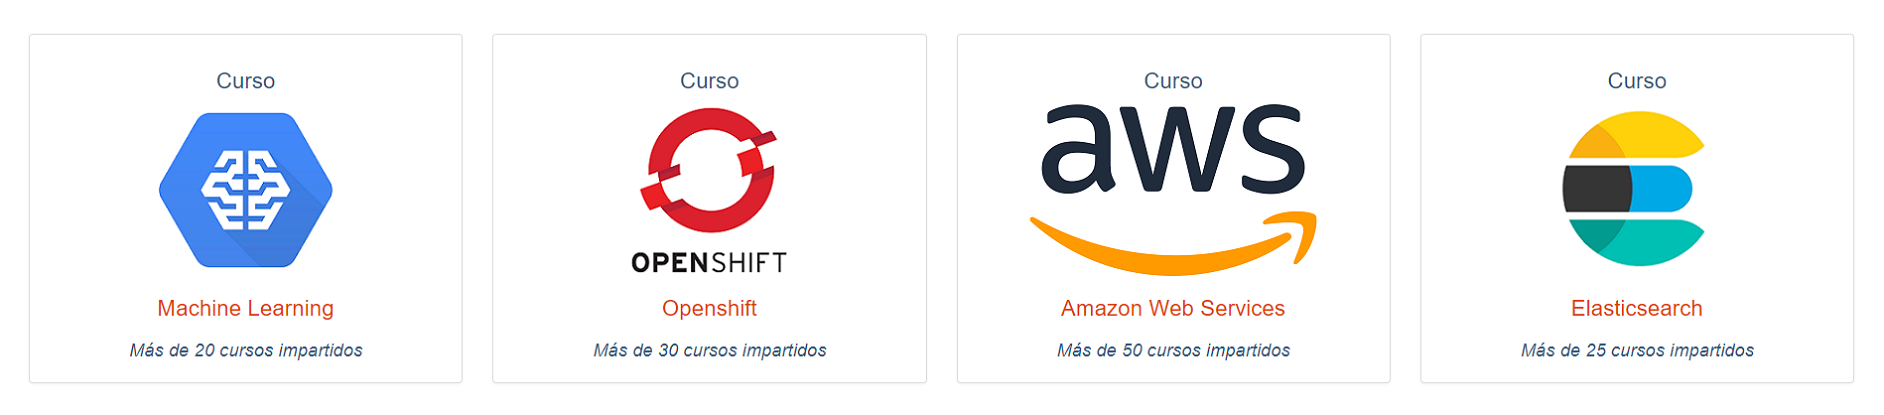 Curso
Machine Learning
Más de 20 cursos impartidos
Curso
OPENSHIFT
Openshift
Más de 30 cursos impartidos
Curso
aws
Amazon Web Services
Más de 50 cursos impartidos
Curso
Elasticsearch
Más de 25 cursos impartidos